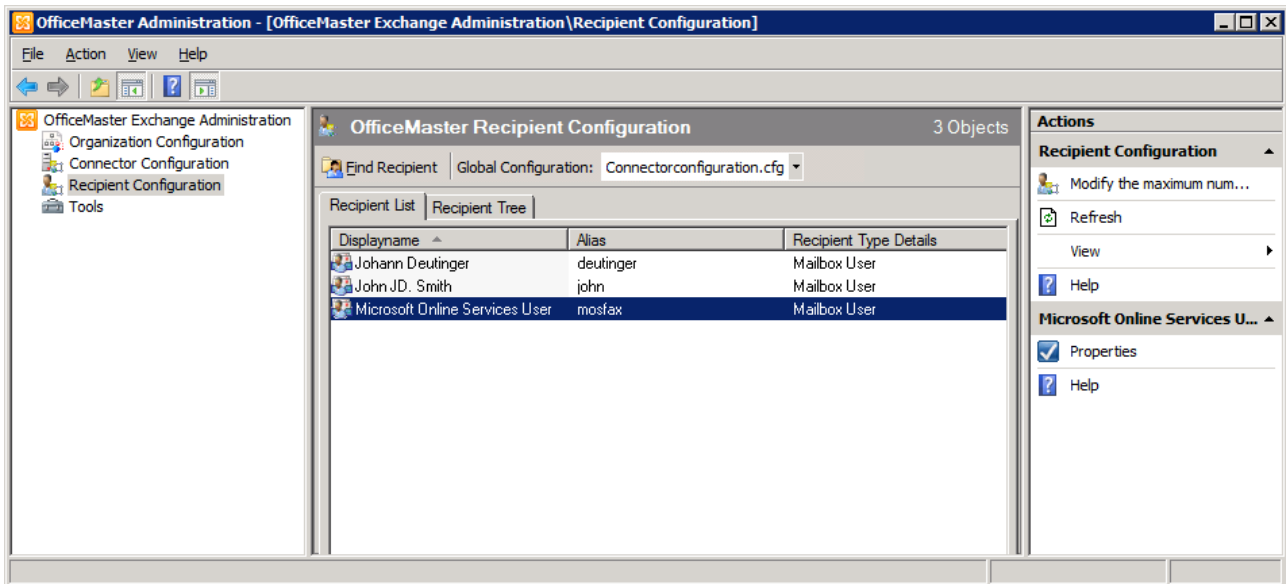 OfficeMaster Administration - [OfficeMaster Exchange Administration\Recipient Configuration]
File Action View Help
OfficeMaster Exchange Administration
Organization Configuration
Connector Configuration
Recipient Configuration
Tools
OfficeMaster Recipient Configuration 3 Objects
Find Recipient Global Configuration: Connectorconfiguration.cfg
Recipient List Recipient Tree
Displayname Alias Recipient Type Details
Johann Deutinger deutinger Mailbox User
John JD. Smith john Mailbox User
Microsoft Online Services User mosfax Mailbox User
Actions
Recipient Configuration
Modify the maximum num...
Refresh
View
Help
Microsoft Online Services U...
Properties
Help